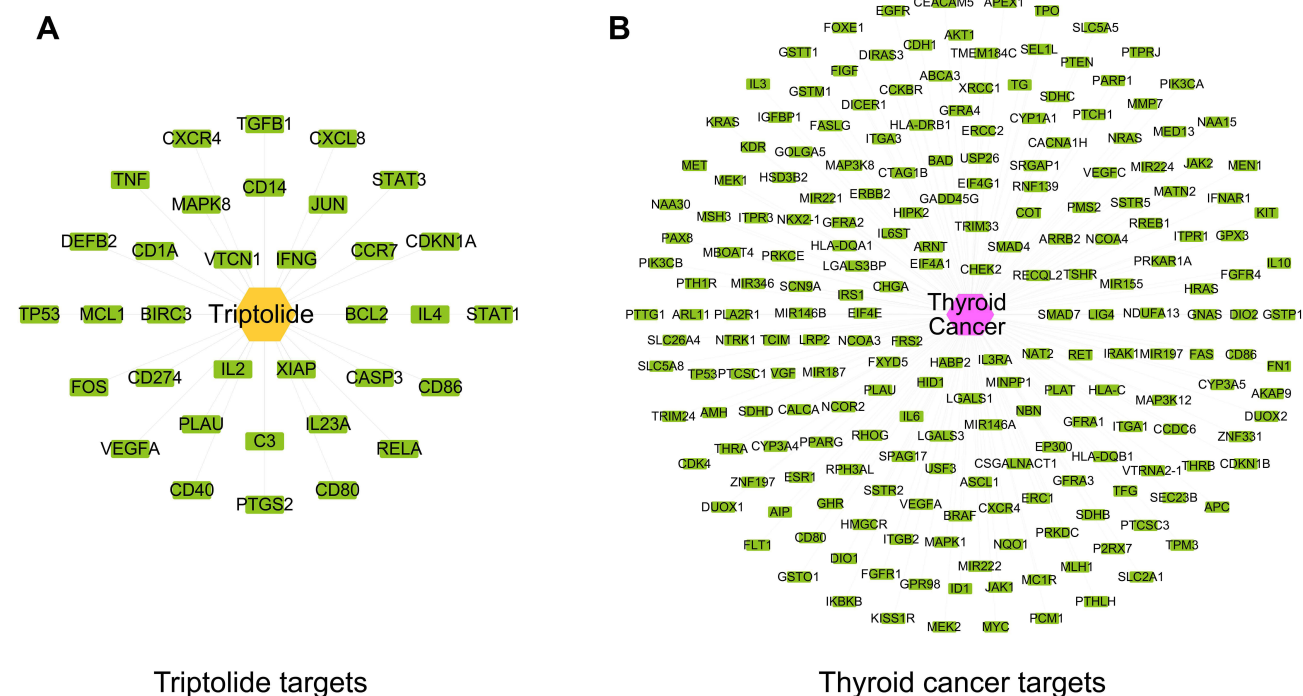 A
TGFB1
CXCR4 CXCL8
TNF CD14 STAT3
MAPK8 JUN
DEFB2 CD1A CCR7 CDKN1A
VTCN1 IFNG
TP53 MCL1 BIRC3 Triptolide BCL2 IL4 STAT1
IL2 XIAP
FOS CD274 CASP3 CD86
PLAU IL23A
VEGFA C3 RELA
CD40 CD80
PTGS2
Triptolide targets
B
CEACAM5 APEX1
EGFR TPO
FOXE1 AKT1 SLC5A5
GSTT1 DIRAS3 CDH1 TMEM184C SEL1L PTPRJ
PTEN
FIGF ABCA3 PARP1
IL3 GSTM1 CCKBR XRCC1 TG SDHC PIK3CA
DICER1 GFRA4 MMP7
KRAS IGFBP1 FASLG HLA-DRB1 CYP1A1 PTCH1 NAA15
ITGA3 ERCC2 CACNA1H NRAS MED13
KDR GOLGA5
MET MAP3K8 CTAG1B BAD USP26 SRGAP1 VEGFC MIR224 JAK2 MEN1
MEK1 HSD3B2 EIF4G1 RNF139
MIR221 ERBB2 GADD45G MATN2 IFNAR1
NAA30 MSH3 ITPR3 NKX2-1 GFRA2 HIPK2 COT PMS2 SSTR5 KIT
TRIM33 RREB1
PAX8 IL6ST ARRB2 NCOA4 ITPR1 GPX3
MBOAT4 PRKCE HLA-DQA1 ARNT SMAD4
PIK3CB LGALS3BP EIF4A1 CHEK2 PRKAR1A IL10
PTH1R MIR346 SCN9A CHGA RECQL2 TSHR MIR155 HRAS FGFR4
IRS1
PTTG1 ARL11 PLA2R1 MIR146B EIF4E Thyroid SMAD7 LIG4 NDUFA13 GNAS DIO2 GSTP1
Cancer
SLC26A4 NTRK1 TCIM LRP2 NCOA3 FRS2
FXYD5 HABP2 IL3RA NAT2 RET IRAK1 MIR197 FAS CD86
SLC5A8 TP53 PTCSC1 VGF MIR187 FN1
HID1 MINPP1 PLAT HLA-C CYP3A5 AKAP9
PLAU LGALS1 MAP3K12
TRIM24 AMH SDHD CALCA NCOR2 IL6 NBN DUOX2
MIR146A GFRA1 ITGA1 CCDC6
THRA CYP3A4 PPARG RHOG LGALS3 EP300 ZNF331
CDK4 SPAG17 CSGALNACT1 HLA-DQB1 THRB CDKN1B
RPH3AL USF3 VTRNA2-1
ZNF197 ESR1 ASCL1 GFRA3
SSTR2 ERC1 TFG SEC23B
DUOX1 AIP GHR VEGFA CXCR4 APC
BRAF SDHB
HMGCR PTCSC3
FLT1 CD80 ITGB2 MAPK1 NQO1 PRKDC P2RX7 TPM3
DIO1
GSTO1 FGFR1 MIR222 MLH1 SLC2A1
GPR98 ID1 JAK1 MC1R
IKBKB PTHLH
KISS1R PCM1
MEK2 MYC
Thyroid cancer targets